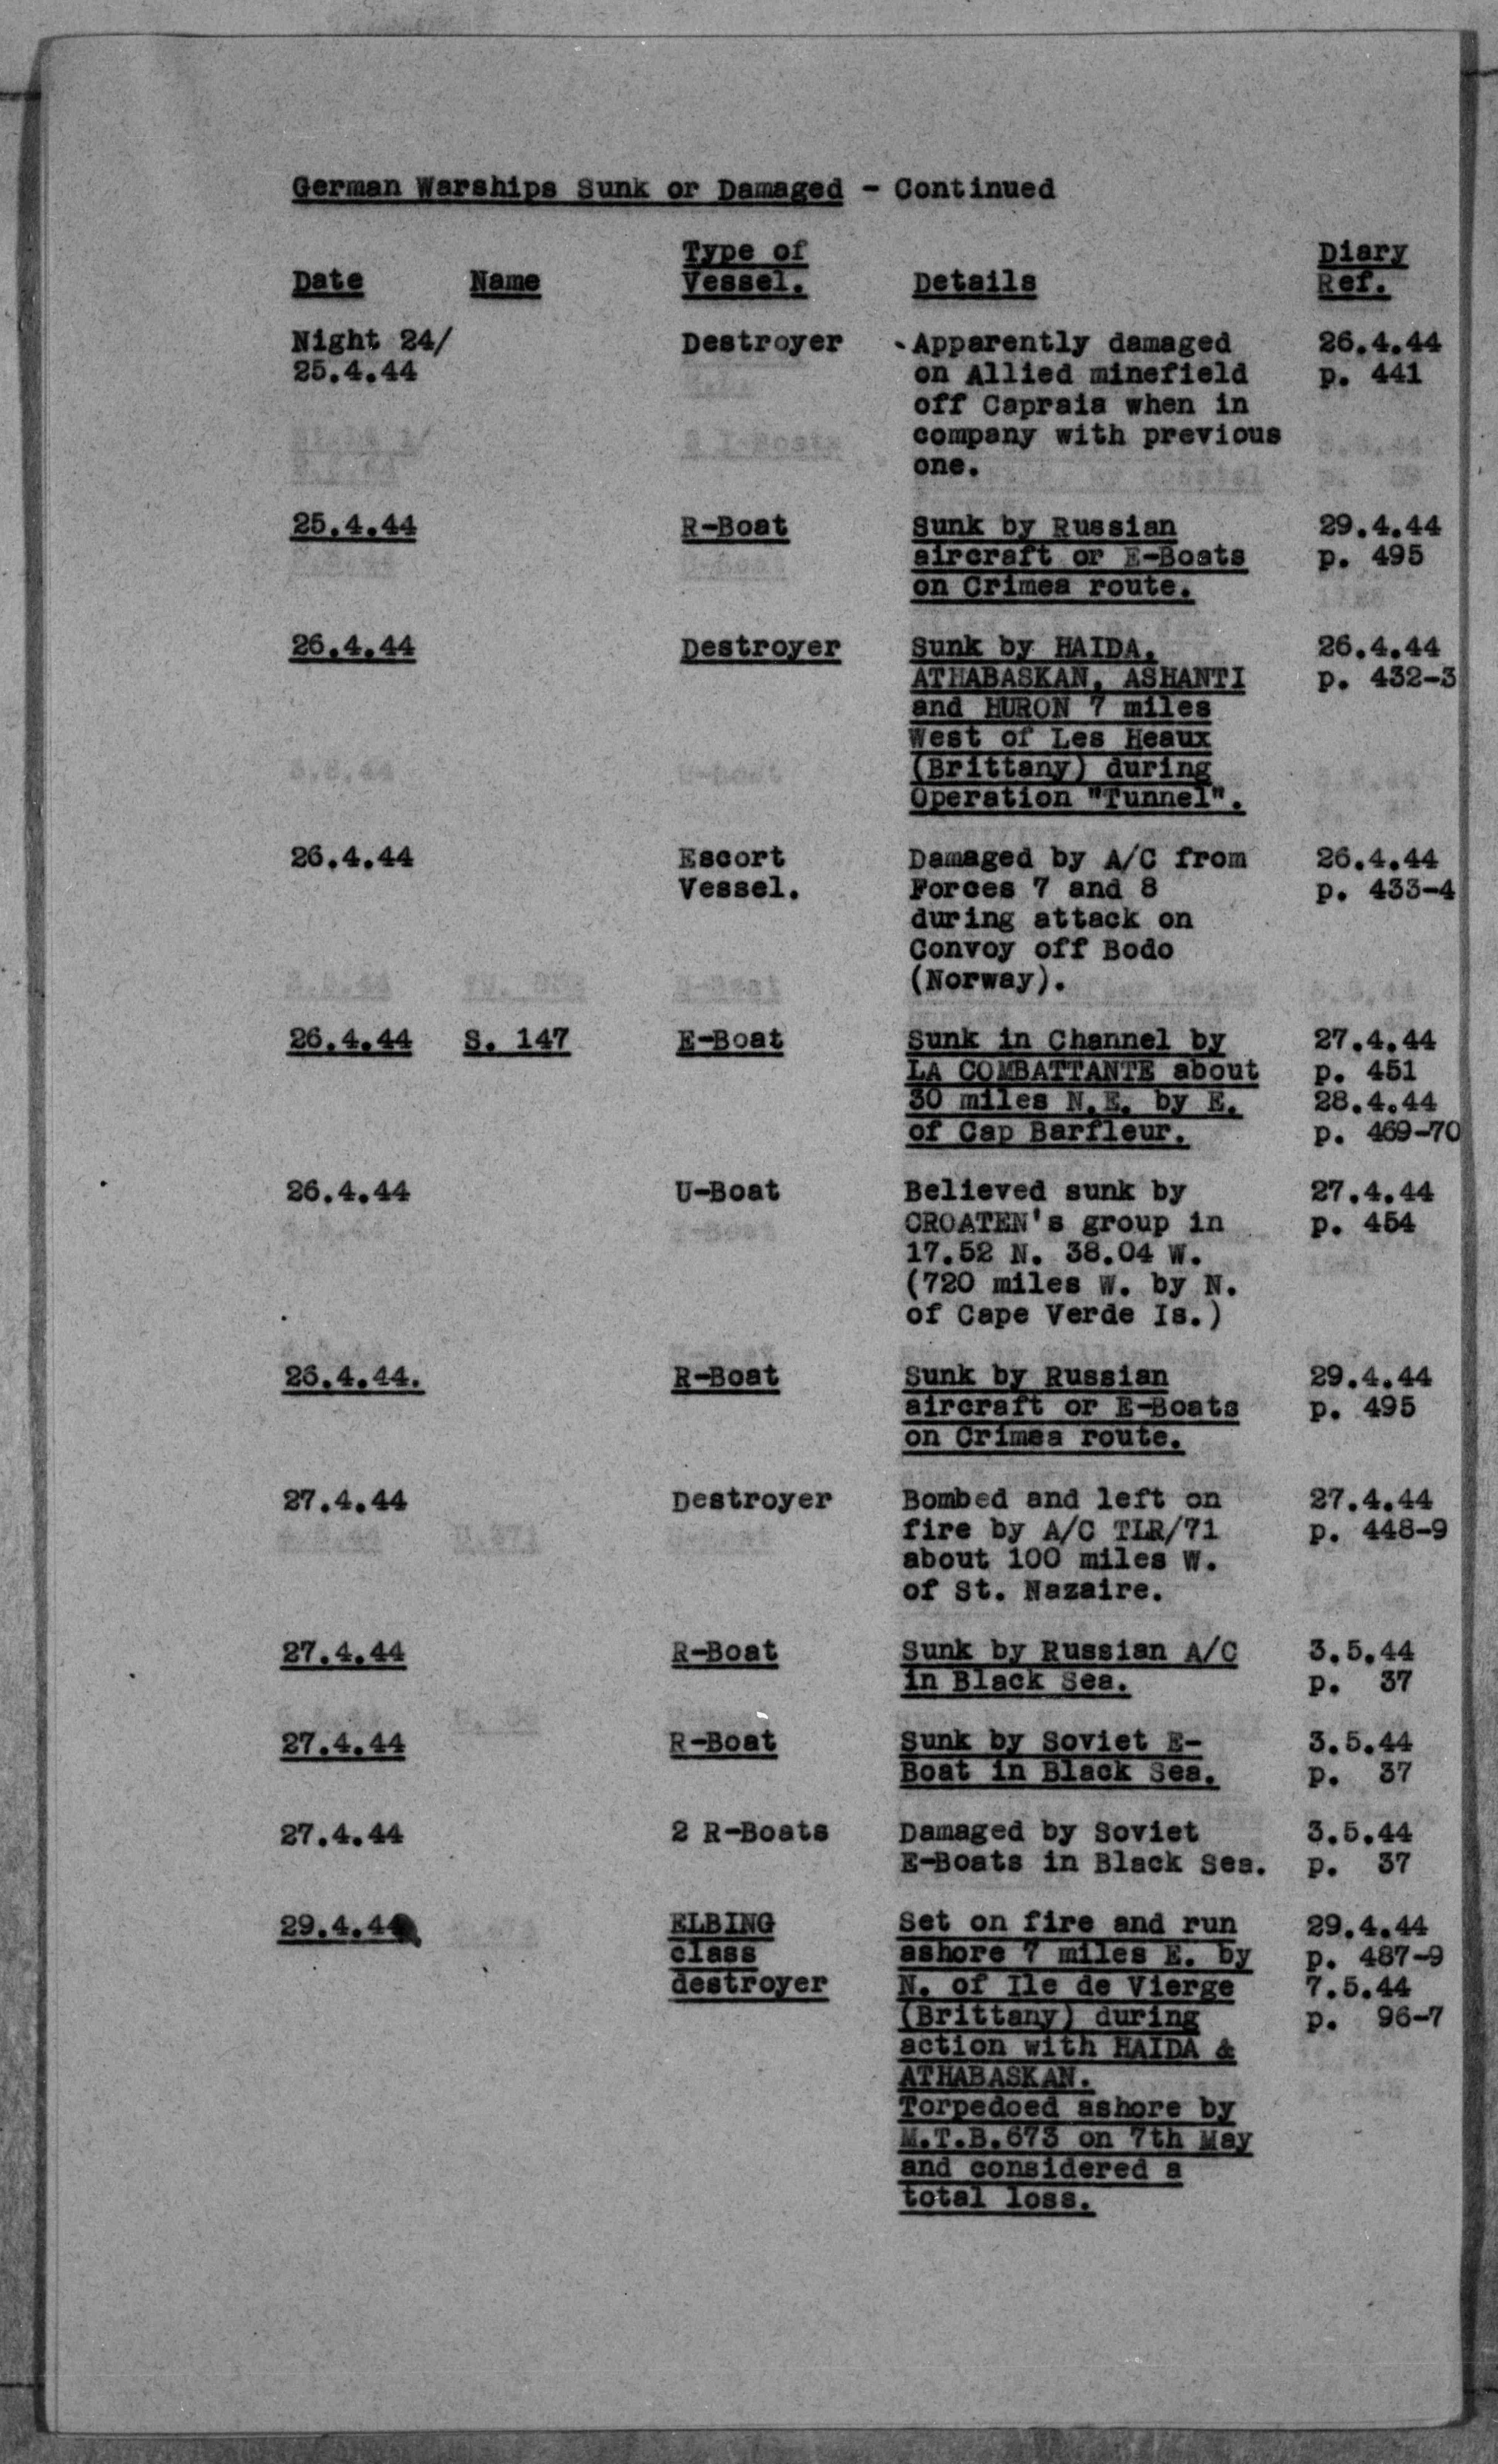 German Warships Sunk or Damaged - Continued
Date Name Type of Vessel. Details Diary Ref.
Night 24/ Destroyer Apparently damaged 26.4.44
25.4.44 on Allied minefield p. 441
off Capraia when in
company with previous
one.
25.4.44 R-Boat Sunk by Russian 29.4.44
aircraft or E-Boats p. 495
on Crimea route.
26.4.44 Destroyer Sunk by HAIDA, 26.4.44
ATHABASKAN, ASHANTI p. 432-3
and HURON 7 miles
West of Les Heaux
(Brittany) during
Operation "Tunnel".
26.4.44 Escort Damaged by A/C from 26.4.44
Vessel. Forces 7 and 8 p. 433-4
during attack on
Convoy off Bodo
(Norway).
26.4.44 S. 147 E-Boat Sunk in Channel by 27.4.44
LA COMBATTANTE about p. 451
30 miles N.E. by E. 28.4.44
of Cap Barfleur. p. 469-70
26.4.44 U-Boat Believed sunk by 27.4.44
CROATEN's group in p. 454
17.52 N. 38.04 W.
(720 miles W. by N.
of Cape Verde Is.)
26.4.44. R-Boat Sunk by Russian 29.4.44
aircraft or E-Boats p. 495
on Crimea route.
27.4.44 Destroyer Bombed and left on 27.4.44
fire by A/C TLR/71 p. 448-9
about 100 miles W.
of St. Nazaire.
27.4.44 R-Boat Sunk by Russian A/C 3.5.44
in Black Sea. p. 37
27.4.44 R-Boat Sunk by Soviet E- 3.5.44
Boat in Black Sea. p. 37
27.4.44 2 R-Boats Damaged by Soviet 3.5.44
E-Boats in Black Sea. p. 37
29.4.44 ELBING Set on fire and run 29.4.44
class ashore 7 miles E. by p. 487-9
destroyer N. of Ile de Vierge 7.5.44
(Brittany) during p. 96-7
action with HAIDA &
ATHABASKAN.
Torpedoed ashore by
M.T.B.673 on 7th May
and considered a
total loss.